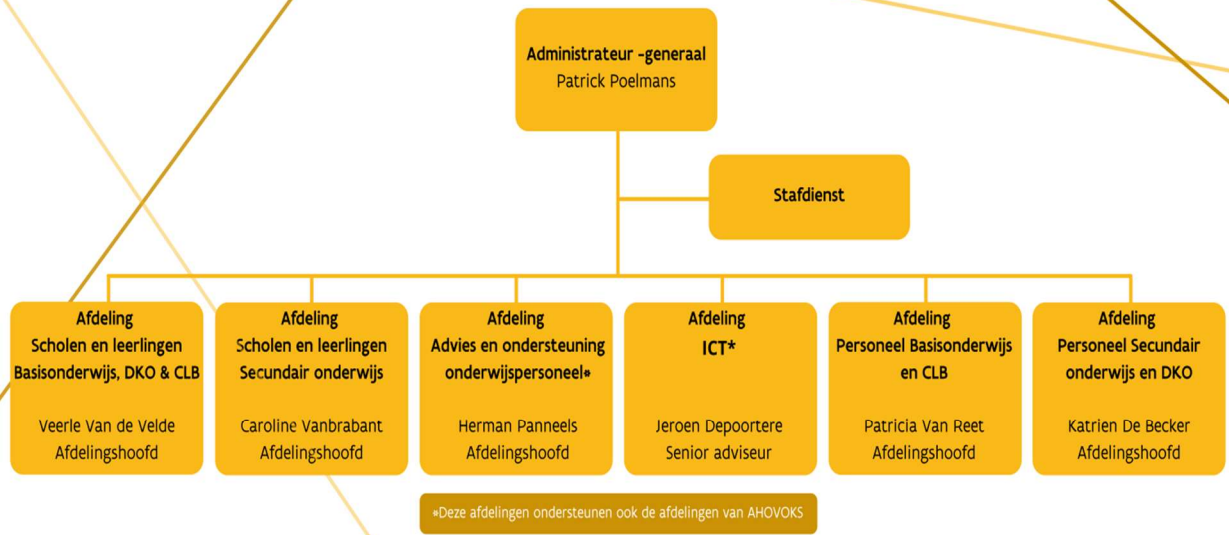 Administrateur -generaal
Patrick Poelmans
Stafdienst
Afdeling
Scholen en leerlingen
Basisonderwijs, DKO & CLB
Veerle Van de Velde
Afdelingshoofd
Afdeling
Scholen en leerlingen
Secundair onderwijs
Caroline Vanbrabant
Afdelingshoofd
Afdeling
Advies en ondersteuning
onderwijspersoneel*
Herman Panneels
Afdelingshoofd
Afdeling
ICT*
Jeroen Depoortere
Senior adviseur
Afdeling
Personeel Basisonderwijs
en CLB
Patricia Van Reet
Afdelingshoofd
Afdeling
Personeel Secundair
onderwijs en DKO
Katrien De Becker
Afdelingshoofd
*Deze afdelingen ondersteunen ook de afdelingen van AHOVOKS